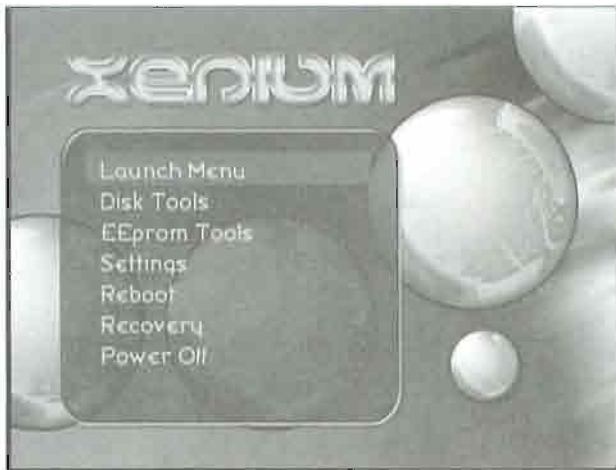 XENIUM
Launch Menu
Disk Tools
EEprom Tools
Settings
Reboot
Recovery
Power Off